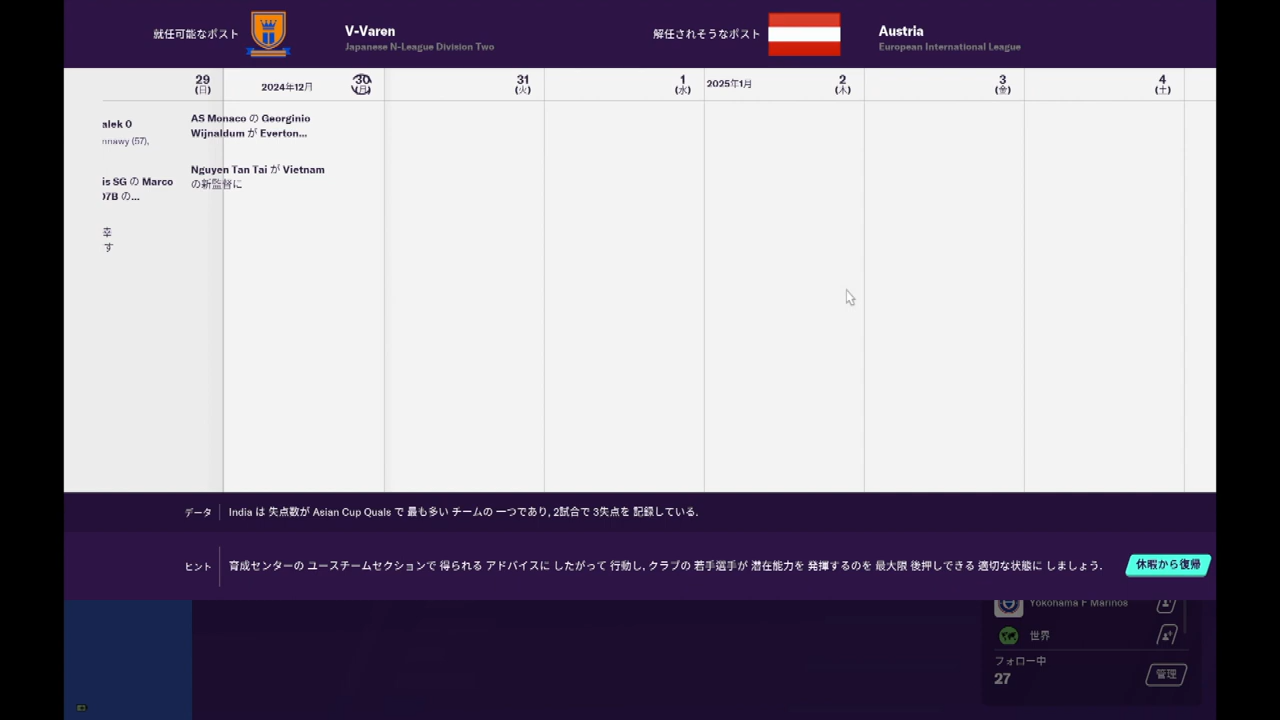 就任可能なポスト
V-Varen
Japanese N-League Division Two
解任されそうなポスト
Austria
European International League
29
(日)
2024年12月
30
(月)
31
(火)
1
(水)
2025年1月
2
(木)
3
(金)
4
(土)
alek 0
nnawy (57),
is SG の Marco
07B の...
幸
す
AS Monaco の Georginio
Wijnaldum が Everton...
Nguyen Tan Tai が Vietnam
の新監督に
データ
India は 失点数が Asian Cup Quals で 最も多い チームの 一つであり, 2試合で 3失点を 記録している.
ヒント
育成センターの ユースチームセクションで 得られる アドバイスに したがって 行動し, クラブの 若手選手が 潜在能力を 発揮するのを 最大限 後押しできる 適切な状態に しましょう.
休暇から復帰
Yokohama F Marinos
世界
フォロー中
27
管理